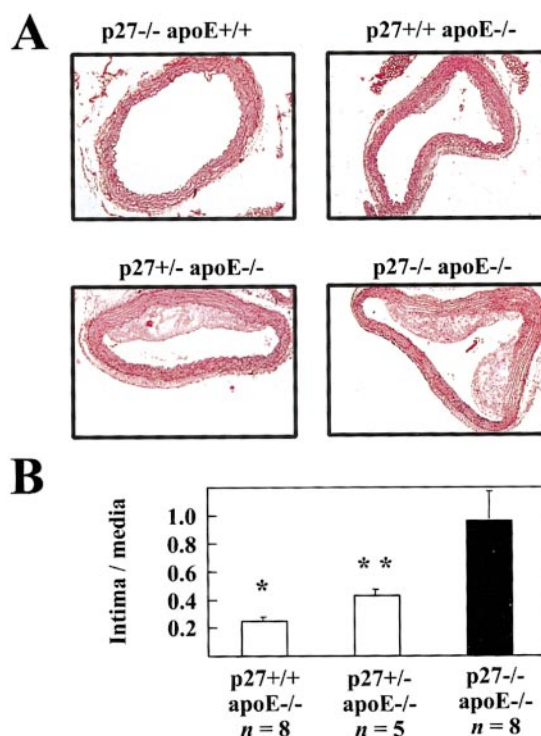 A
p27-/- apoE+/+
p27+/+ apoE-/-
p27+/- apoE-/-
p27-/- apoE-/-
B
Intima / media
1.0
0.8
0.6
0.4
0.2
*
* *
p27+/+
apoE-/-
n = 8
p27+/-
apoE-/-
n = 5
p27-/-
apoE-/-
n = 8